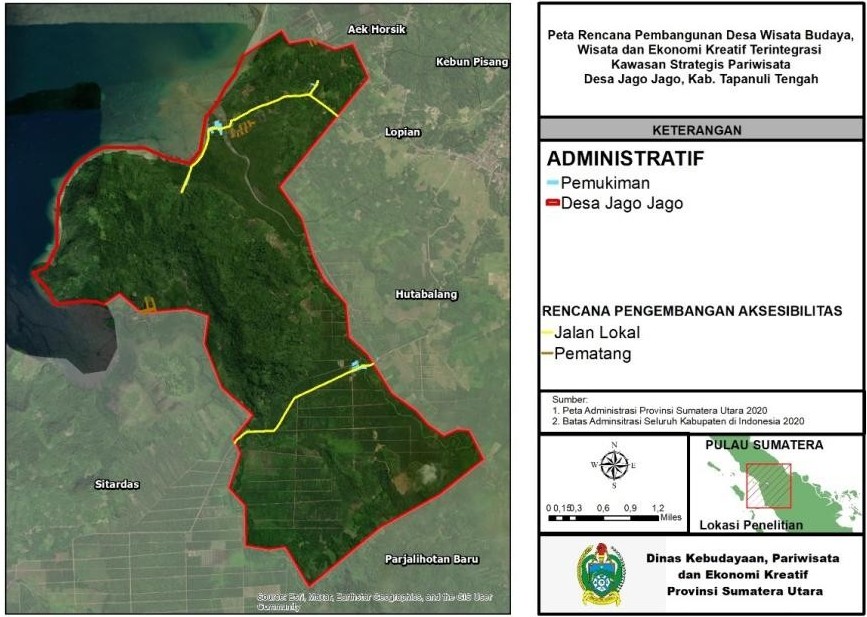 Aek Horsik
Kebun Pisang
Lopian
Hutabalang
Sitardas
Parjalihotan Baru
Source: Esri, Maxar, Earthstar Geographics, and the GIS User
Community
Peta Rencana Pembangunan Desa Wisata Budaya,
Wisata dan Ekonomi Kreatif Terintegrasi
Kawasan Strategis Pariwisata
Desa Jago Jago, Kab. Tapanuli Tengah
KETERANGAN
ADMINISTRATIF
Pemukiman
Desa Jago Jago
RENCANA PENGEMBANGAN AKSESIBILITAS
Jalan Lokal
Pematang
Sumber:
1. Peta Administrasi Provinsi Sumatera Utara 2020
2. Batas Adminsitrasi Seluruh Kabupaten di Indonesia 2020
N
W E
S
0 0,150,3 0,6 0,9 1,2
Miles
PULAU SUMATERA
Lokasi Penelitian
Dinas Kebudayaan, Pariwisata
dan Ekonomi Kreatif
Provinsi Sumatera Utara